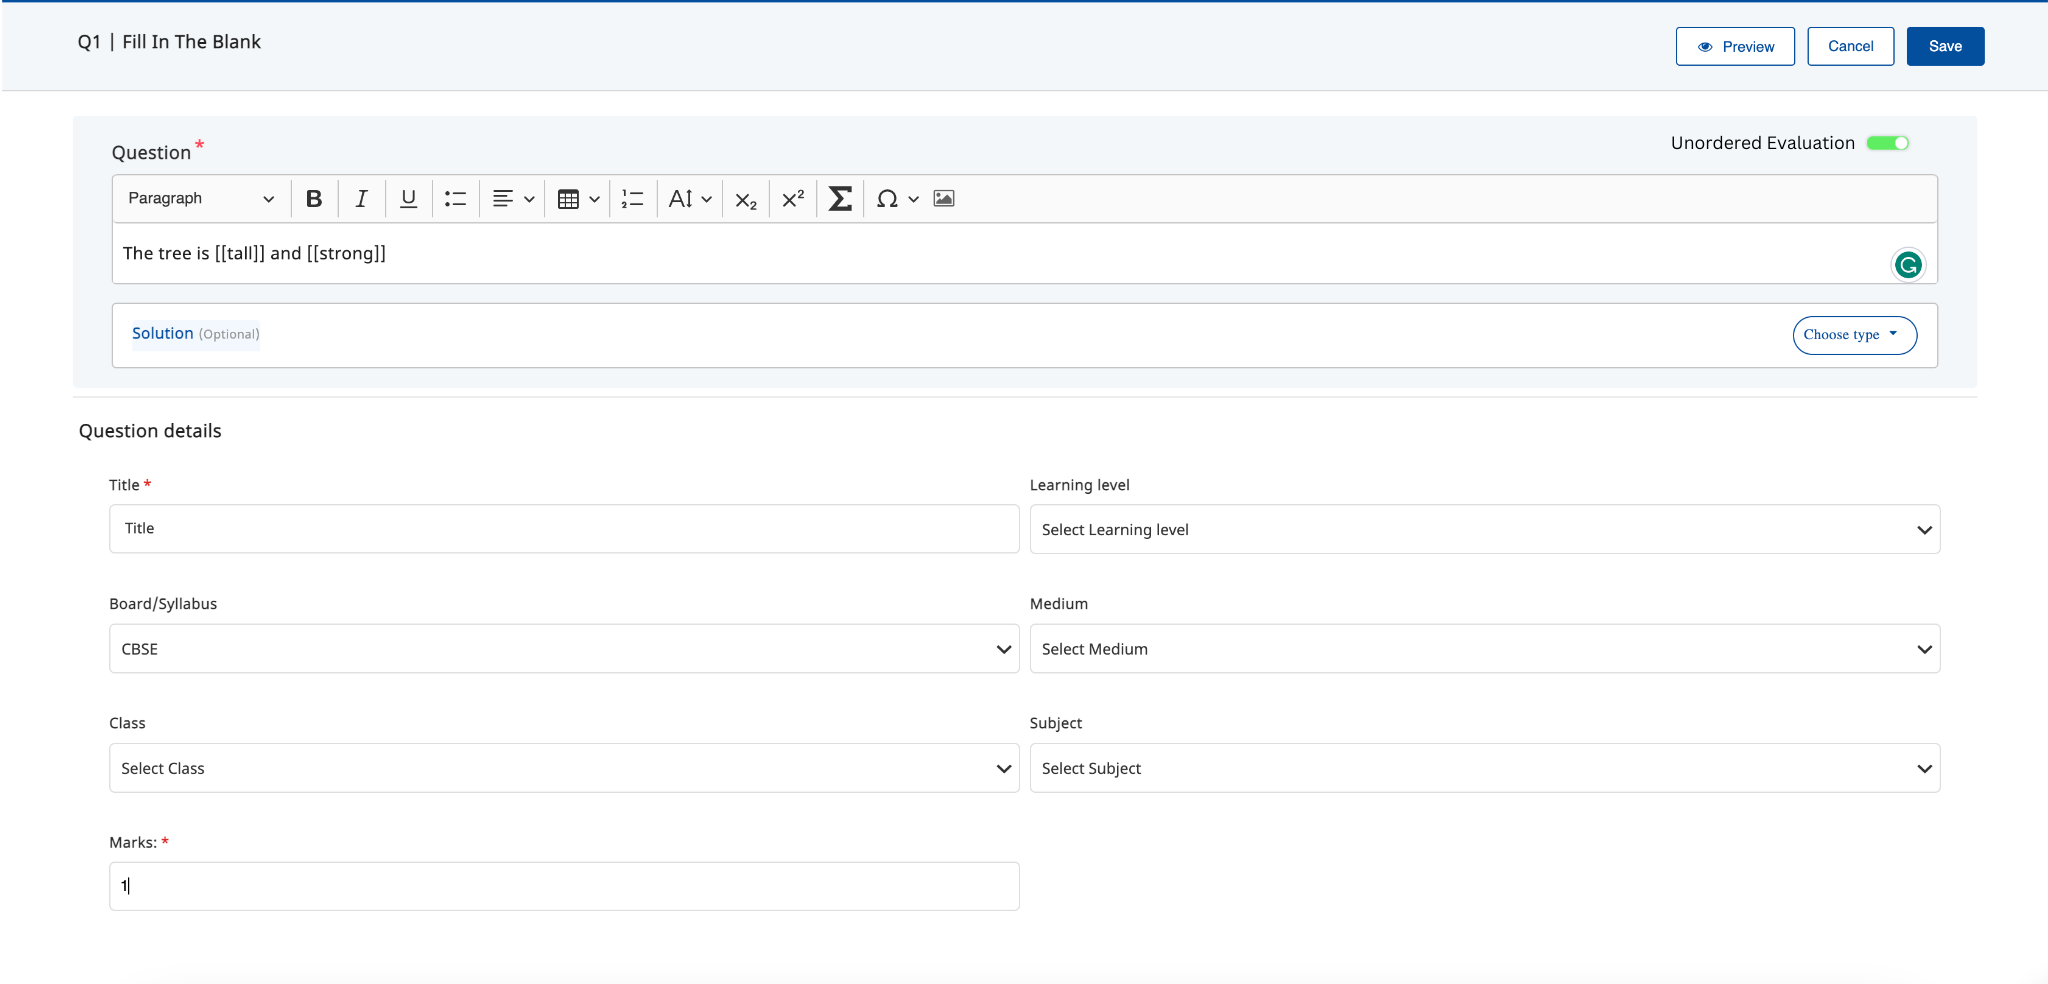 Q1 | Fill In The Blank
Preview
Cancel
Save
Question *
Unordered Evaluation
Paragraph
The tree is [[tall]] and [[strong]]
Solution (Optional)
Choose type
Question details
Title *
Learning level
Title
Select Learning level
Board/Syllabus
Medium
CBSE
Select Medium
Class
Subject
Select Class
Select Subject
Marks: *
1